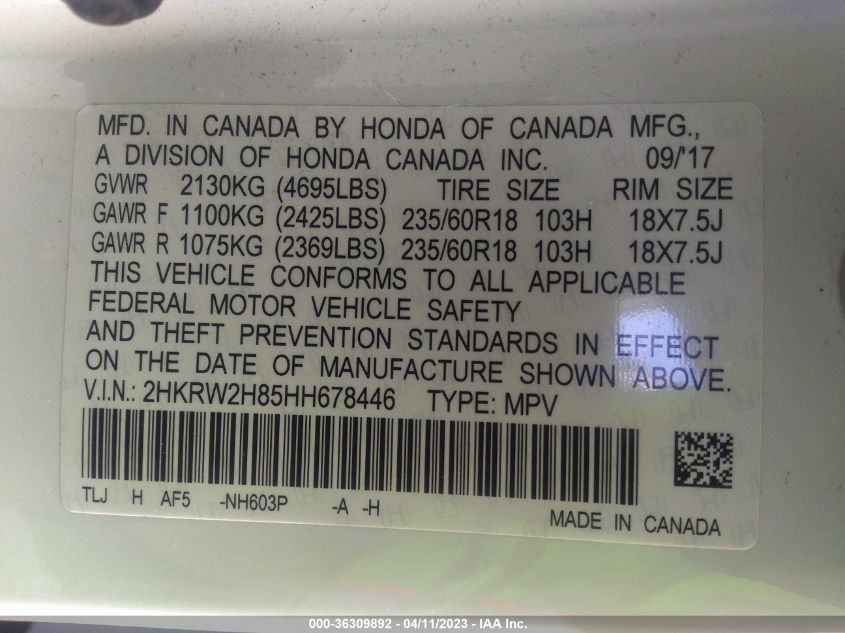 MFD. IN CANADA BY HONDA OF CANADA MFG.,
A DIVISION OF HONDA CANADA INC. 09/'17
GVWR 2130KG (4695LBS) TIRE SIZE RIM SIZE
GAWR F 1100KG (2425LBS) 235/60R18 103H 18X7.5J
GAWR R 1075KG (2369LBS) 235/60R18 103H 18X7.5J
THIS VEHICLE CONFORMS TO ALL APPLICABLE
FEDERAL MOTOR VEHICLE SAFETY
AND THEFT PREVENTION STANDARDS IN EFFECT
ON THE DATE OF MANUFACTURE SHOWN ABOVE.
V.I.N.: 2HKRW2H85HH678446 TYPE: MPV
TLJ H AF5 -NH603P -A -H
MADE IN CANADA
000-36309892 - 04/11/2023 - IAA Inc.